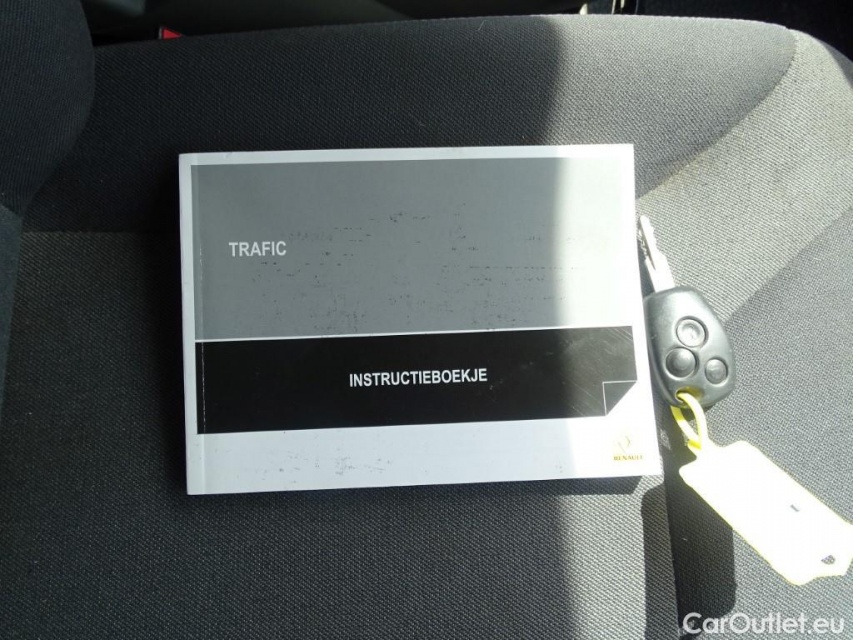 TRAFIC
INSTRUCTIEBOEKJE
RENAULT
CarOutlet.eu